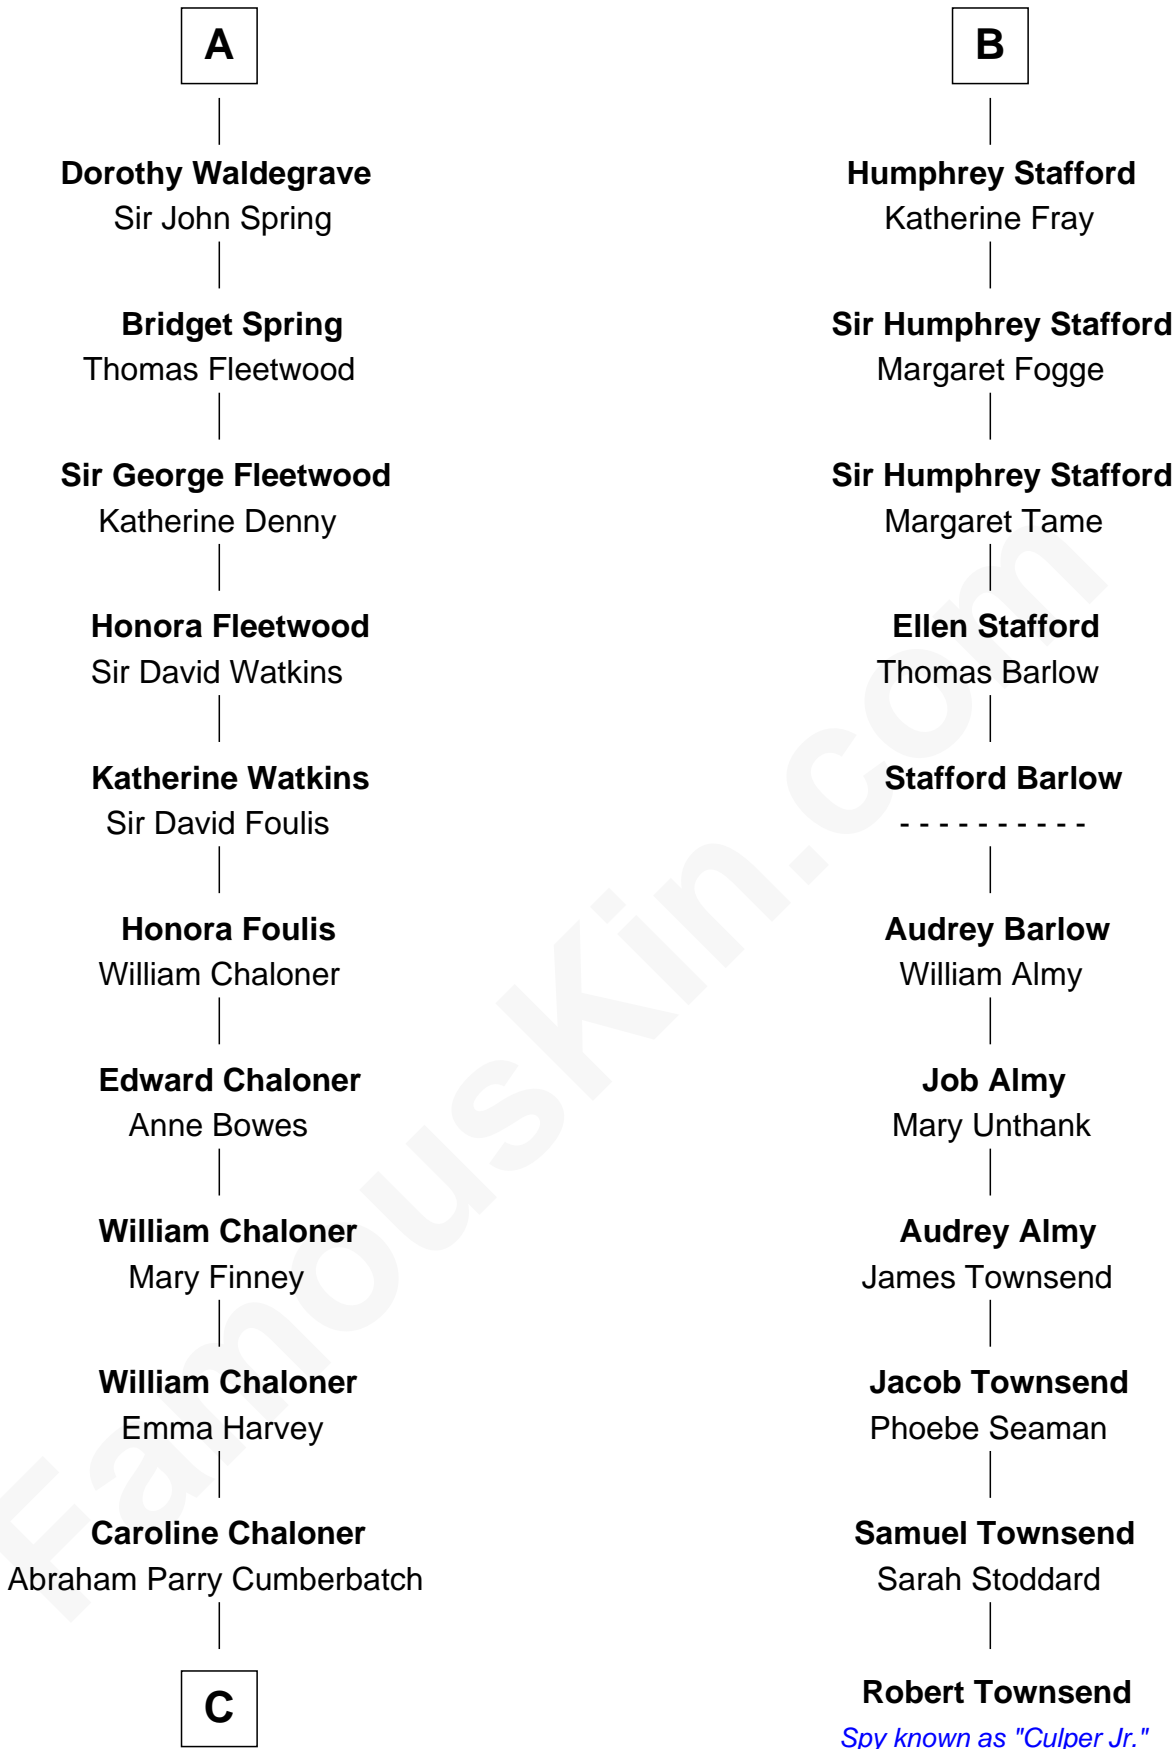 A
Dorothy Waldegrave
Sir John Spring
Bridget Spring
Thomas Fleetwood
Sir George Fleetwood
Katherine Denny
Honora Fleetwood
Sir David Watkins
Katherine Watkins
Sir David Foulis
Honora Foulis
William Chaloner
Edward Chaloner
Anne Bowes
William Chaloner
Mary Finney
William Chaloner
Emma Harvey
Caroline Chaloner
Abraham Parry Cumberbatch
C
B
Humphrey Stafford
Katherine Fray
Sir Humphrey Stafford
Margaret Fogge
Sir Humphrey Stafford
Margaret Tame
Ellen Stafford
Thomas Barlow
Stafford Barlow
- - - - - - - - - -
Audrey Barlow
William Almy
Job Almy
Mary Unthank
Audrey Almy
James Townsend
Jacob Townsend
Phoebe Seaman
Samuel Townsend
Sarah Stoddard
Robert Townsend
Spy known as "Culper Jr."
FamousKin.com